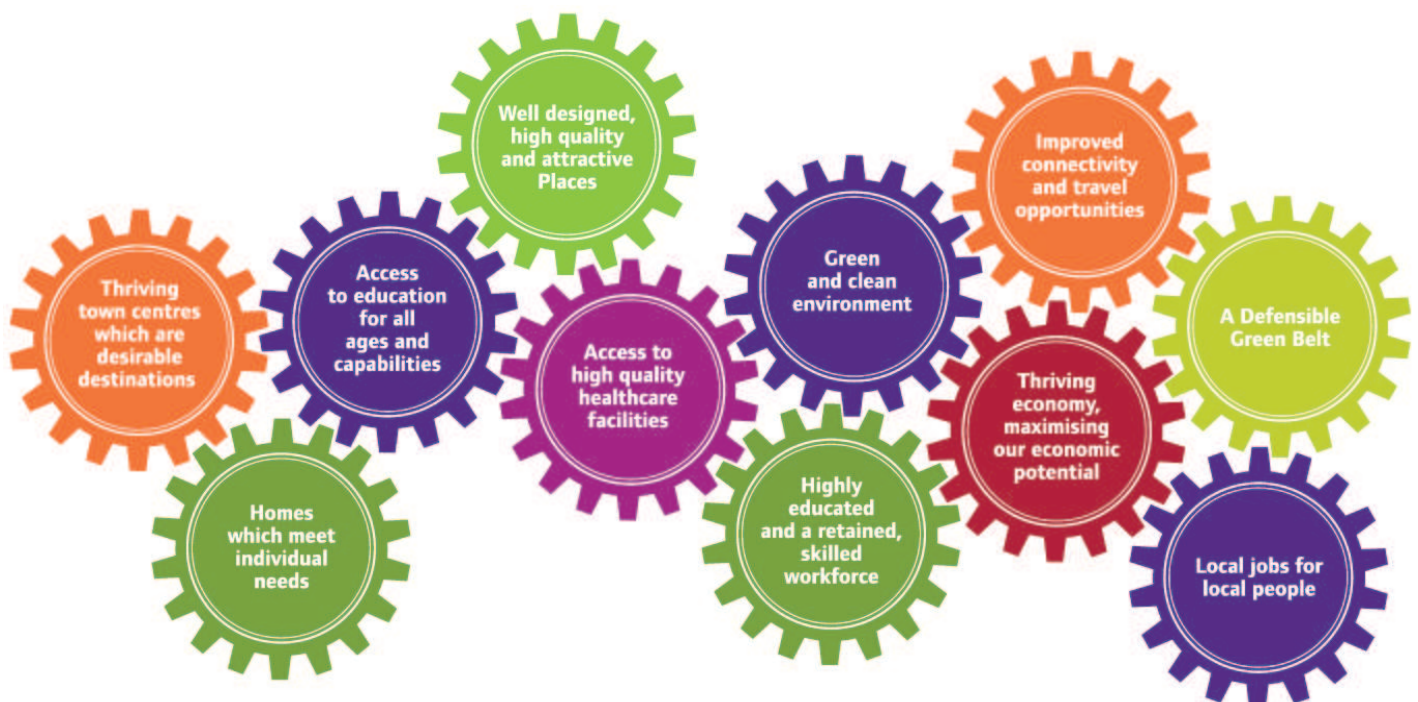 Well designed,
high quality
and attractive
Places
Improved
connectivity
and travel
opportunities
Thriving
town centres
which are
desirable
destinations
Access
to education
for all
ages and
capabilities
Green
and clean
environment
A Defensible
Green Belt
Access to
high quality
healthcare
facilities
Thriving
economy,
maximising
our economic
potential
Homes
which meet
individual
needs
Highly
educated
and a retained,
skilled
workforce
Local jobs for
local people